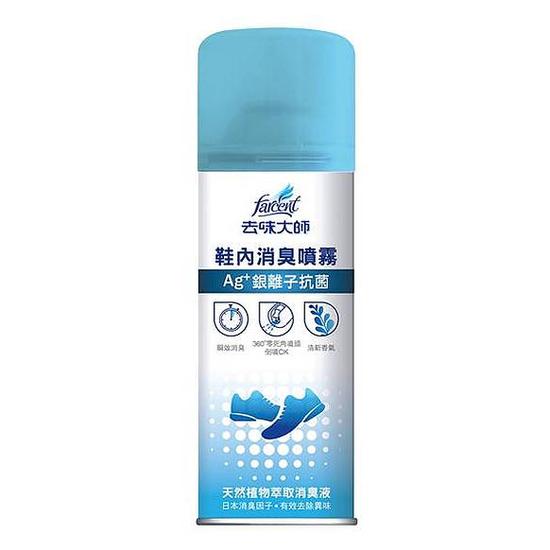 farcent
去味大師
鞋內消臭噴霧
Ag⁺銀離子抗菌
瞬效消臭
360°零死角噴頭
倒噴OK
清新香氣
天然植物萃取消臭液
日本消臭因子・有效去除異味